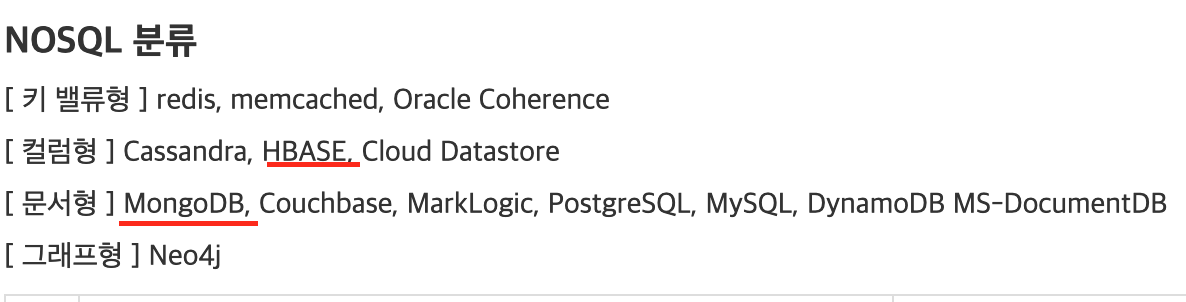 NOSQL 분류
[ 키 밸류형 ] redis, memcached, Oracle Coherence
[ 컬럼형 ] Cassandra, HBASE, Cloud Datastore
[ 문서형 ] MongoDB, Couchbase, MarkLogic, PostgreSQL, MySQL, DynamoDB MS-DocumentDB
[ 그래프형 ] Neo4j